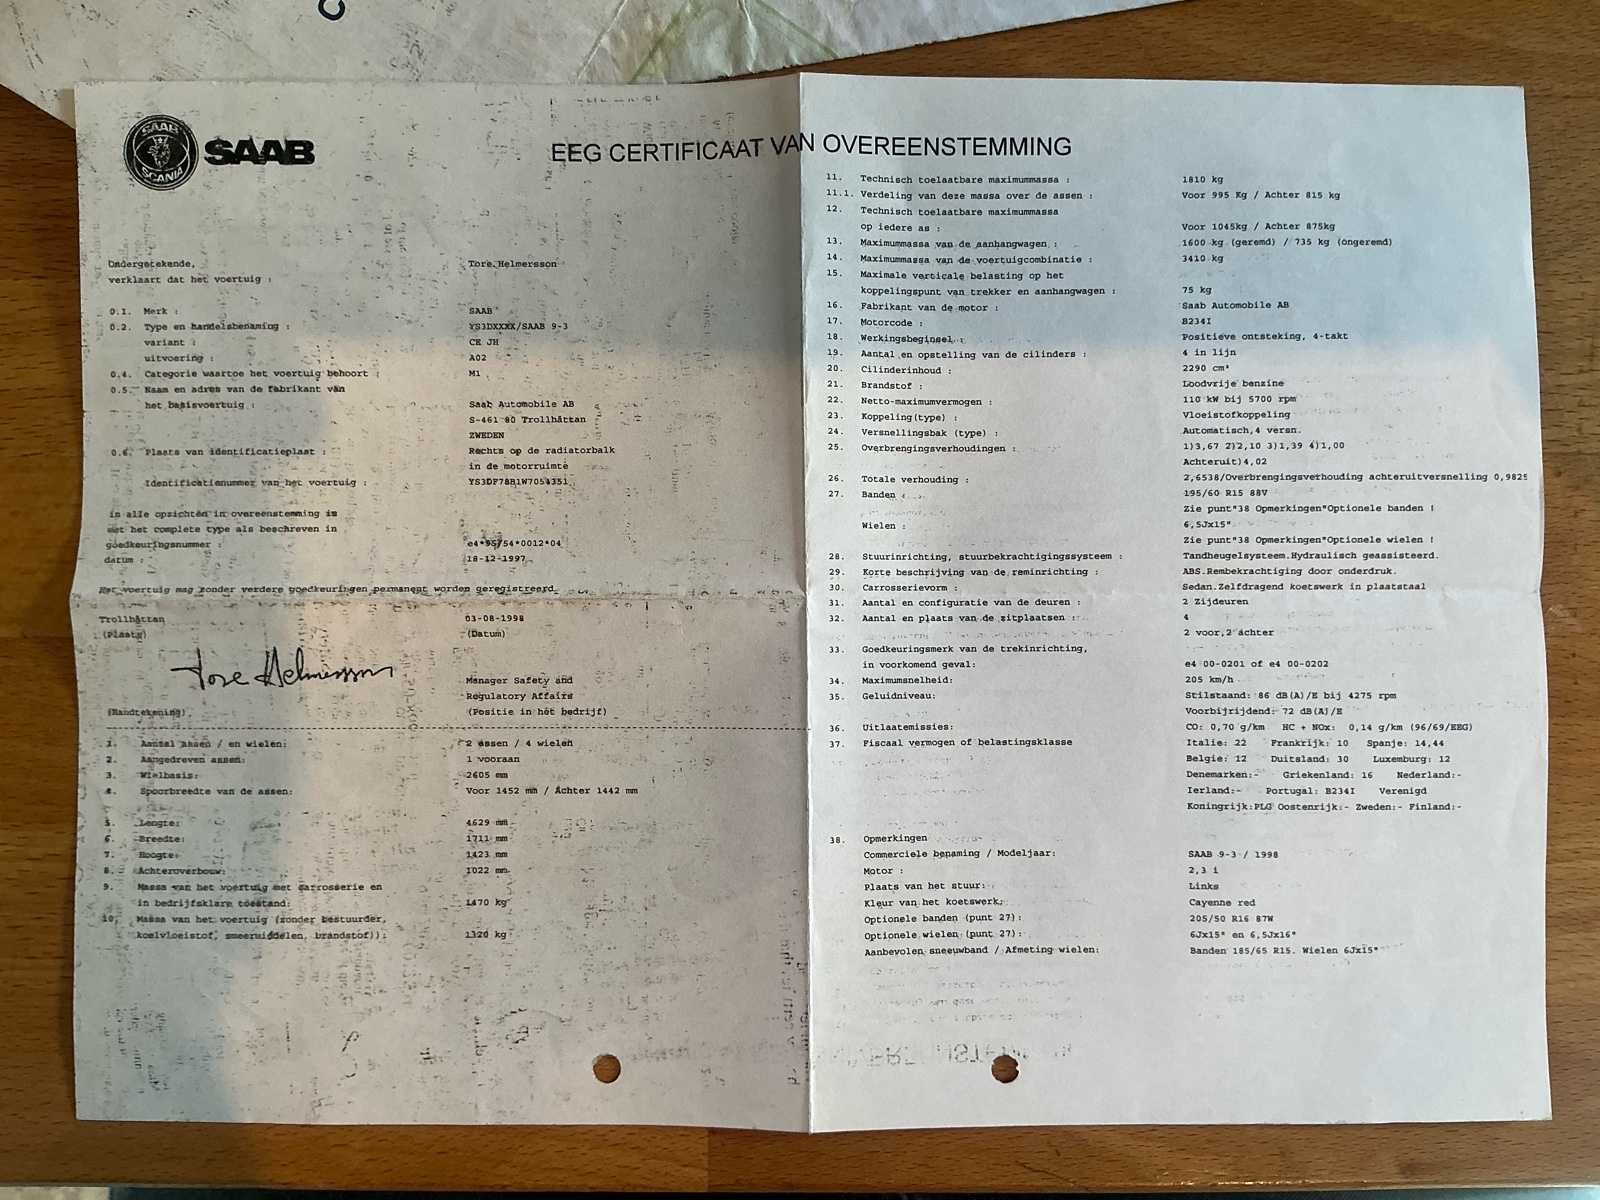 SAAB
SCANIA
SAAB
EEG CERTIFICAAT VAN OVEREENSTEMMING
Ondergetekende, Tore Helmersson
verklaart dat het voertuig :
0.1. Merk : SAAB
0.2. Type en handelsbenaming : YS3DXXXX/SAAB 9-3
variant : CE JH
uitvoering : A02
0.4. Categorie waartoe het voertuig behoort : M1
0.5. Naam en adres van de fabrikant van
het basisvoertuig : Saab Automobile AB
S-461 80 Trollhättan
ZWEDEN
0.6. Plaats van identificatieplaat : Rechts op de radiatorbalk
in de motorruimte
Identificatienummer van het voertuig : YS3DF78B1W7054351
in alle opzichten in overeenstemming is
met het complete type als beschreven in
goedkeuringsnummer : e4*95/54*0012*04
datum : 18-12-1997
Het voertuig mag zonder verdere goedkeuringen permanent worden geregistreerd
Trollhättan 03-08-1998
(Plaats) (Datum)
Tore Helmersson
Manager Safety and
Regulatory Affairs
(Handtekening) (Positie in hét bedrijf)
1. Aantal assen / en wielen: 2 assen / 4 wielen
2. Aangedreven assen: 1 vooraan
3. Wielbasis: 2605 mm
4. Spoorbreedte van de assen: Voor 1452 mm / Achter 1442 mm
5. Lengte: 4629 mm
6. Breedte: 1711 mm
7. Hoogte: 1423 mm
8. Achteroverbouw: 1022 mm
9. Massa van het voertuig met carrosserie en
in bedrijfsklare toestand: 1470 kg
10. Massa van het voertuig (zonder bestuurder,
koelvloeistof, smeermiddelen, brandstof)): 1320 kg
11. Technisch toelaatbare maximummassa : 1810 kg
11.1. Verdeling van deze massa over de assen : Voor 995 Kg / Achter 815 kg
12. Technisch toelaatbare maximummassa
op iedere as : Voor 1045kg / Achter 875kg
13. Maximummassa van de aanhangwagen : 1600 kg (geremd) / 735 kg (ongeremd)
14. Maximummassa van de voertuigcombinatie : 3410 kg
15. Maximale verticale belasting op het
koppelingspunt van trekker en aanhangwagen : 75 kg
16. Fabrikant van de motor : Saab Automobile AB
17. Motorcode : B234I
18. Werkingsbeginsel : Positieve ontsteking, 4-takt
19. Aantal en opstelling van de cilinders : 4 in lijn
20. Cilinderinhoud : 2290 cm³
21. Brandstof : Loodvrije benzine
22. Netto-maximumvermogen : 110 kW bij 5700 rpm
23. Koppeling(type) : Vloeistofkoppeling
24. Versnellingsbak (type) : Automatisch,4 versn.
25. Overbrengingsverhoudingen : 1)3,67 2)2,10 3)1,39 4)1,00
Achteruit)4,02
26. Totale verhouding : 2,6538/Overbrengingsverhouding achteruitversnelling 0,9825
27. Banden 195/60 R15 88V
Zie punt"38 Opmerkingen"Optionele banden !
Wielen : 6,5Jx15"
Zie punt"38 Opmerkingen"Optionele wielen !
28. Stuurinrichting, stuurbekrachtigingssysteem : Tandheugelsysteem.Hydraulisch geassisteerd.
29. Korte beschrijving van de reminrichting : ABS.Rembekrachtiging door onderdruk.
30. Carrosserievorm : Sedan.Zelfdragend koetswerk in plaatstaal
31. Aantal en configuratie van de deuren : 2 Zijdeuren
32. Aantal en plaats van de zitplaatsen : 4
2 voor,2 achter
33. Goedkeuringsmerk van de trekinrichting,
in voorkomend geval: e4 00-0201 of e4 00-0202
34. Maximumsnelheid: 205 km/h
35. Geluidniveau: Stilstaand: 86 dB(A)/E bij 4275 rpm
Voorbijrijdend: 72 dB(A)/E
36. Uitlaatemissies: CO: 0,70 g/km HC + NOx: 0,14 g/km (96/69/EEG)
37. Fiscaal vermogen of belastingsklasse Italie: 22 Frankrijk: 10 Spanje: 14,44
Belgie: 12 Duitsland: 30 Luxemburg: 12
Denemarken:- Griekenland: 16 Nederland:-
Ierland:- Portugal: B234I Verenigd
Koningrijk:PLG Oostenrijk:- Zweden:- Finland:-
38. Opmerkingen
Commerciele benaming / Modeljaar: SAAB 9-3 / 1998
Motor : 2,3 i
Plaats van het stuur: Links
Kleur van het koetswerk: Cayenne red
Optionele banden (punt 27): 205/50 R16 87W
Optionele wielen (punt 27): 6Jx15" en 6,5Jx16"
Aanbevolen sneeuwband / Afmeting wielen: Banden 185/65 R15. Wielen 6Jx15"